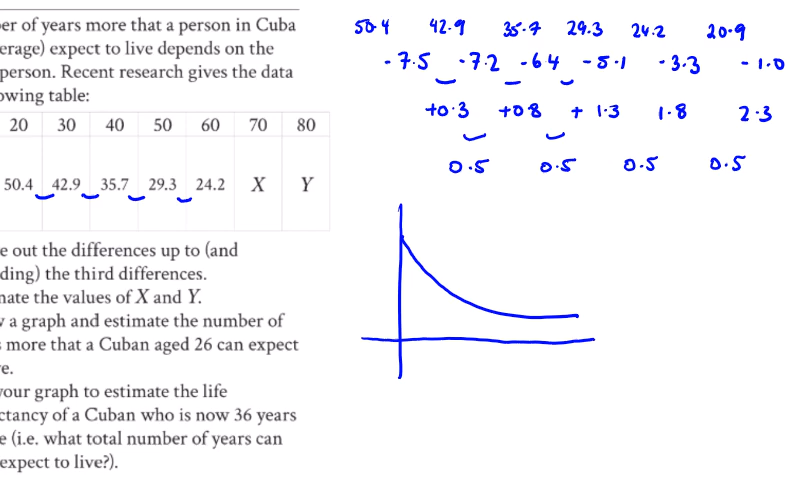 er of years more that a person in Cuba
erage) expect to live depends on the
person. Recent research gives the data
owing table:
20 30 40 50 60 70 80
50.4 42.9 35.7 29.3 24.2 X Y
e out the differences up to (and
ding) the third differences.
nate the values of X and Y.
v a graph and estimate the number of
s more that a Cuban aged 26 can expect
re.
your graph to estimate the life
ctancy of a Cuban who is now 36 years
e (i.e. what total number of years can
expect to live?).
50.4 42.9 35.7 29.3 24.2 20.9
-7.5 -7.2 -6.4 -5.1 -3.3 -1.0
+0.3 +0.8 +1.3 1.8 2.3
0.5 0.5 0.5 0.5